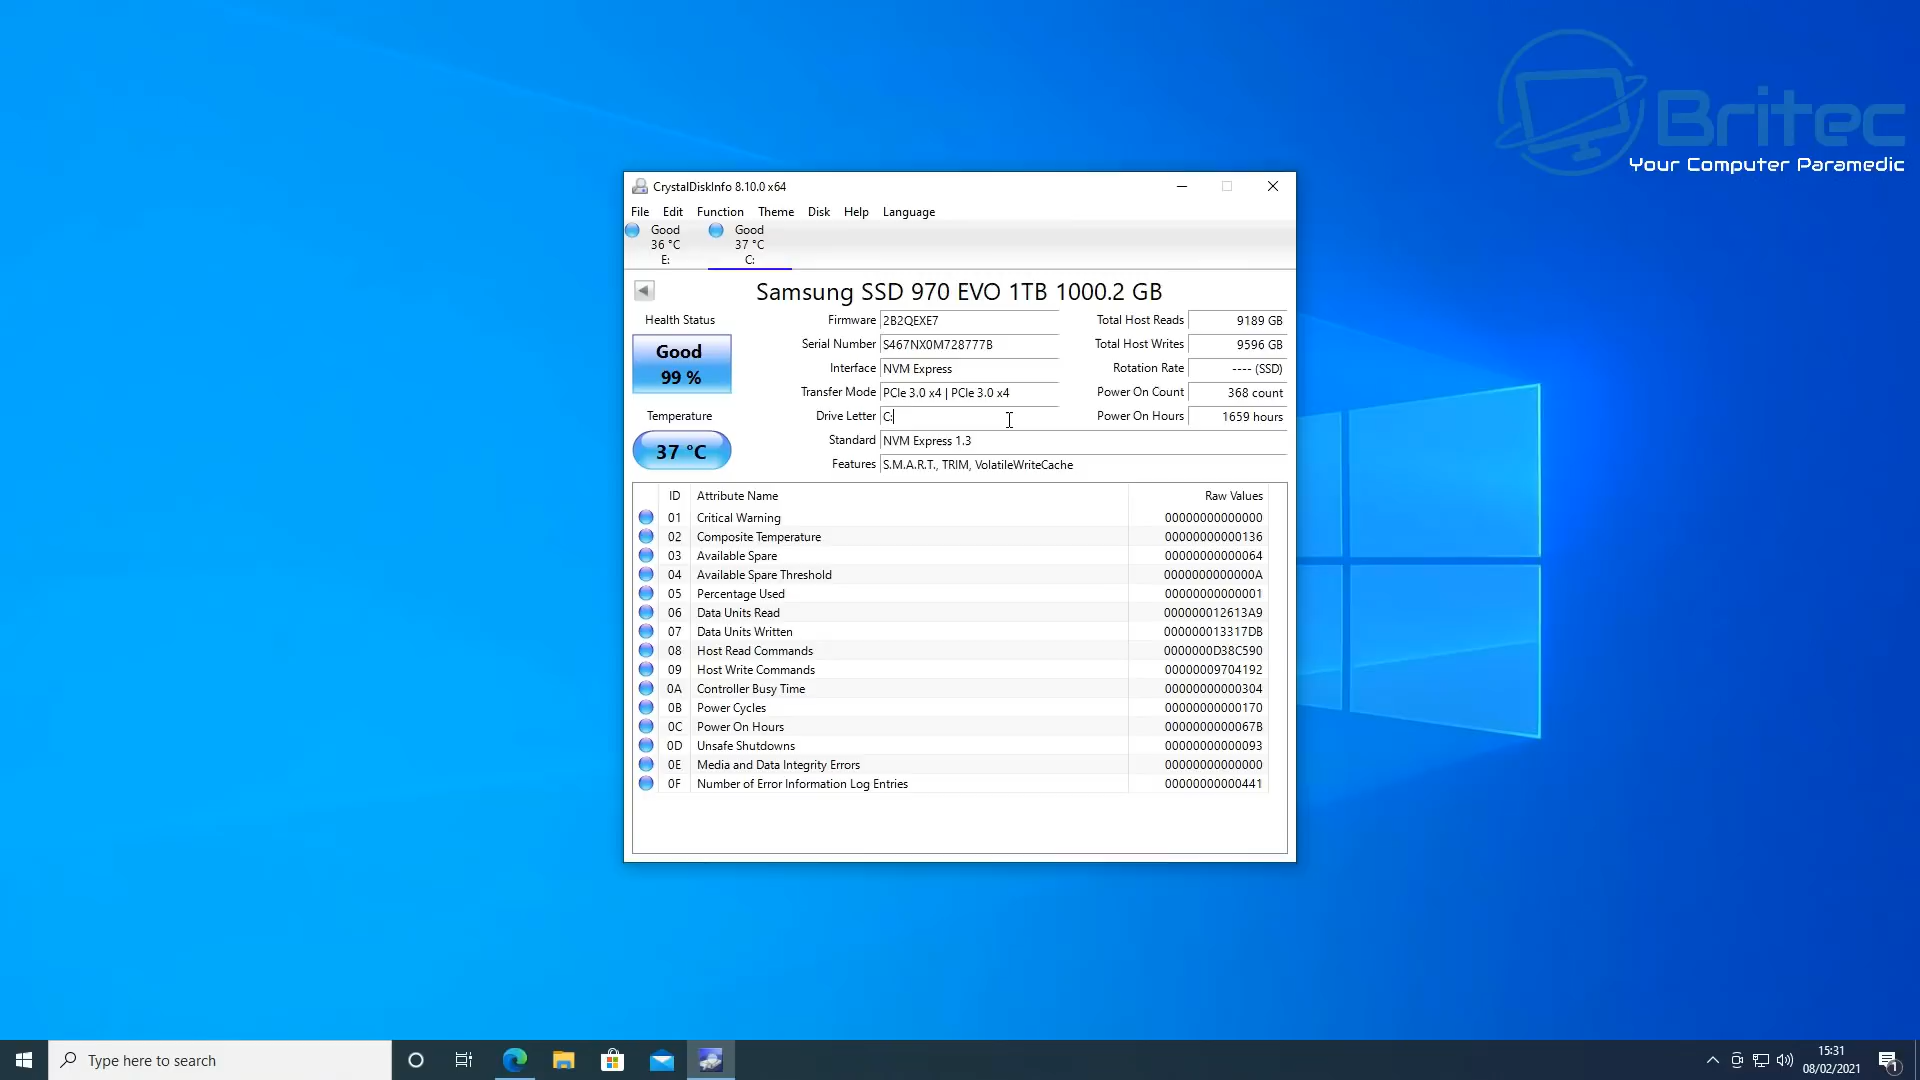 Britec
Your Computer Paramedic
CrystalDiskInfo 8.10.0 x64
File Edit Function Theme Disk Help Language
Good Good
36 °C 37 °C
E: C:
Samsung SSD 970 EVO 1TB 1000.2 GB
Health Status
Good
99 %
Temperature
37 °C
Firmware 2B2QEXE7 Total Host Reads 9189 GB
Serial Number S467NX0M728777B Total Host Writes 9596 GB
Interface NVM Express Rotation Rate ---- (SSD)
Transfer Mode PCIe 3.0 x4 | PCIe 3.0 x4 Power On Count 368 count
Drive Letter C: Power On Hours 1659 hours
Standard NVM Express 1.3
Features S.M.A.R.T., TRIM, VolatileWriteCache
ID Attribute Name Raw Values
01 Critical Warning 00000000000000
02 Composite Temperature 00000000000136
03 Available Spare 00000000000064
04 Available Spare Threshold 0000000000000A
05 Percentage Used 00000000000001
06 Data Units Read 000000012613A9
07 Data Units Written 000000013317DB
08 Host Read Commands 0000000D38C590
09 Host Write Commands 00000009704192
0A Controller Busy Time 00000000000304
0B Power Cycles 00000000000170
0C Power On Hours 0000000000067B
0D Unsafe Shutdowns 00000000000093
0E Media and Data Integrity Errors 00000000000000
0F Number of Error Information Log Entries 00000000000441
Type here to search
15:31
08/02/2021
1